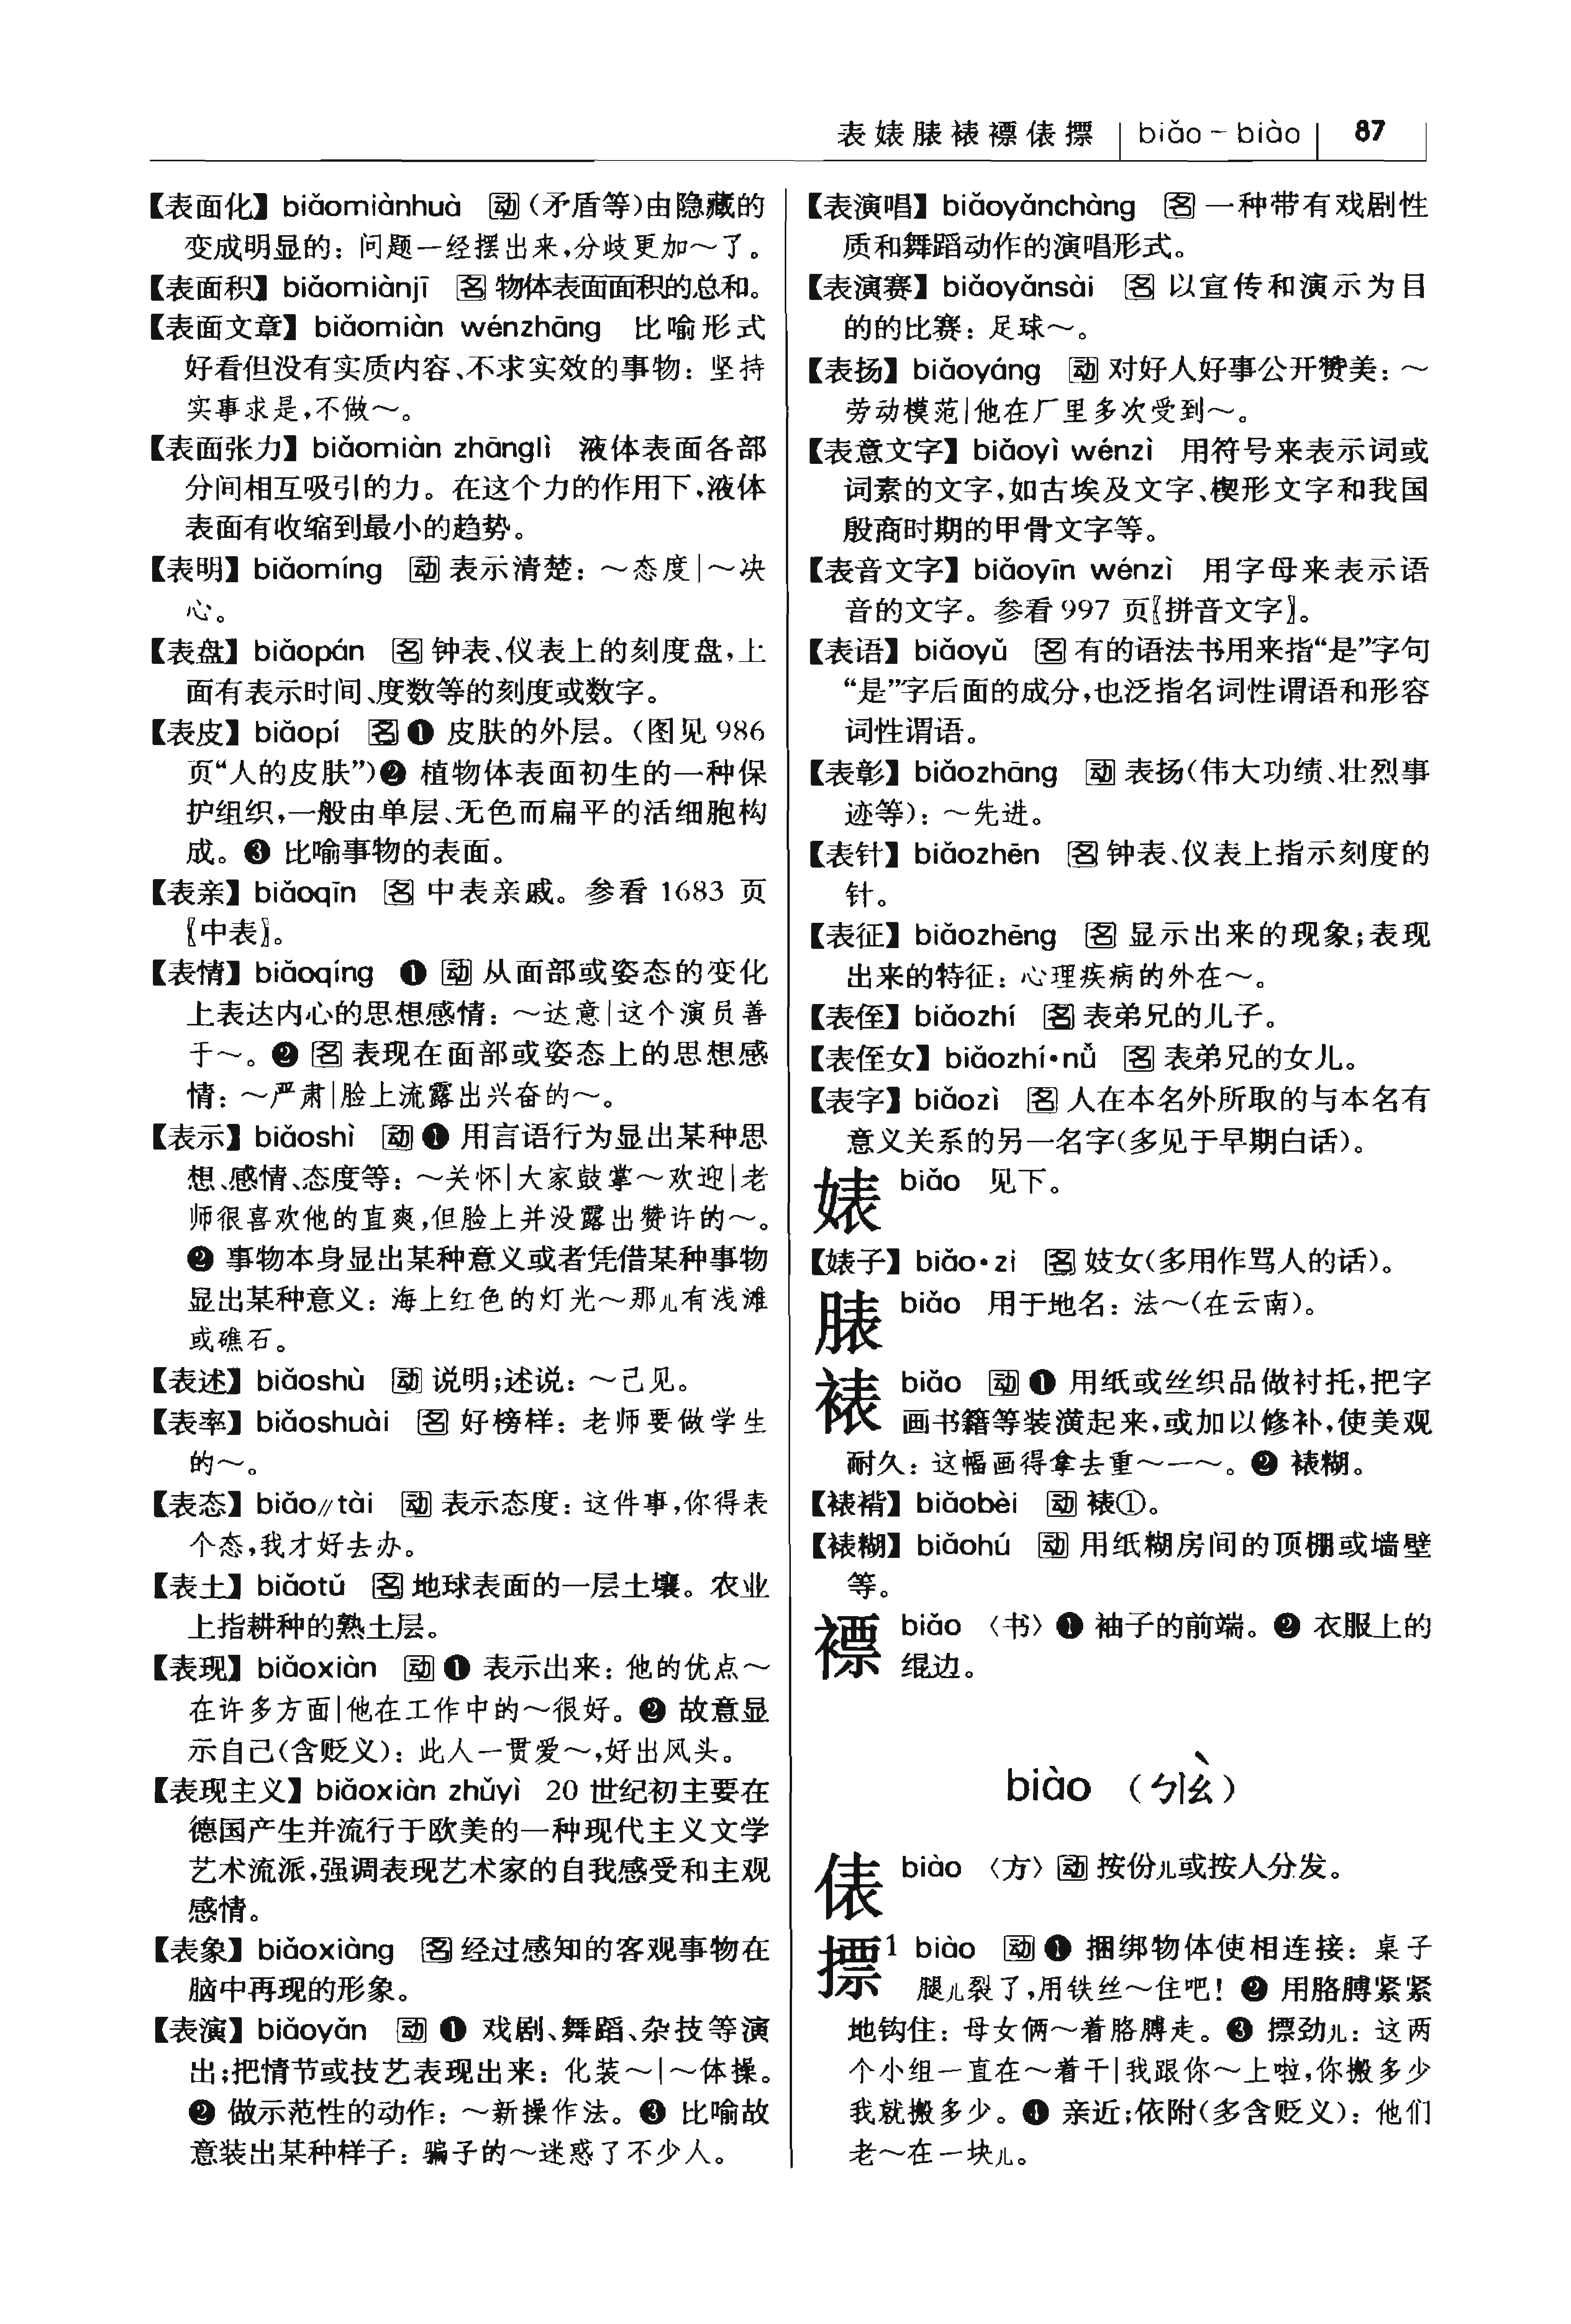 表婊脿裱褾俵摽 | biǎo – biào | 87
【表面化】 biǎomiànhuà 动（矛盾等）由隐藏的
变成明显的：问题一经摆出来，分歧更加～了。
【表面积】 biǎomiànjī 名 物体表面面积的总和。
【表面文章】 biǎomiàn wénzhāng 比喻形式
好看但没有实质内容、不求实效的事物：坚持
实事求是，不做～。
【表面张力】 biǎomiàn zhānglì 液体表面各部
分间相互吸引的力。在这个力的作用下，液体
表面有收缩到最小的趋势。
【表明】 biǎomíng 动 表示清楚：～态度|～决
心。
【表盘】 biǎopán 名 钟表、仪表上的刻度盘，上
面有表示时间、度数等的刻度或数字。
【表皮】 biǎopí 名 ❶ 皮肤的外层。（图见 986
页“人的皮肤”）❷ 植物体表面初生的一种保
护组织，一般由单层、无色而扁平的活细胞构
成。❸ 比喻事物的表面。
【表亲】 biǎoqīn 名 中表亲戚。参看 1683 页
〖中表〗。
【表情】 biǎoqíng ❶ 动 从面部或姿态的变化
上表达内心的思想感情：～达意|这个演员善
于～。❷ 名 表现在面部或姿态上的思想感
情：～严肃|脸上流露出兴奋的～。
【表示】 biǎoshì 动 ❶ 用言语行为显出某种思
想、感情、态度等：～关怀|大家鼓掌～欢迎|老
师很喜欢他的直爽，但脸上并没露出赞许的～。
❷ 事物本身显出某种意义或者凭借某种事物
显出某种意义：海上红色的灯光～那儿有浅滩
或礁石。
【表述】 biǎoshù 动 说明；述说：～己见。
【表率】 biǎoshuài 名 好榜样：老师要做学生
的～。
【表态】 biǎo//tài 动 表示态度：这件事，你得表
个态，我才好去办。
【表土】 biǎotǔ 名 地球表面的一层土壤。农业
上指耕种的熟土层。
【表现】 biǎoxiàn 动 ❶ 表示出来：他的优点～
在许多方面|他在工作中的～很好。❷ 故意显
示自己（含贬义）：此人一贯爱～，好出风头。
【表现主义】 biǎoxiàn zhǔyì 20 世纪初主要在
德国产生并流行于欧美的一种现代主义文学
艺术流派，强调表现艺术家的自我感受和主观
感情。
【表象】 biǎoxiàng 名 经过感知的客观事物在
脑中再现的形象。
【表演】 biǎoyǎn 动 ❶ 戏剧、舞蹈、杂技等演
出；把情节或技艺表现出来：化装～|～体操。
❷ 做示范性的动作：～新操作法。❸ 比喻故
意装出某种样子：骗子的～迷惑了不少人。
【表演唱】 biǎoyǎnchàng 名 一种带有戏剧性
质和舞蹈动作的演唱形式。
【表演赛】 biǎoyǎnsài 名 以宣传和演示为目
的的比赛：足球～。
【表扬】 biǎoyáng 动 对好人好事公开赞美：～
劳动模范|他在厂里多次受到～。
【表意文字】 biǎoyì wénzì 用符号来表示词或
词素的文字，如古埃及文字、楔形文字和我国
殷商时期的甲骨文字等。
【表音文字】 biǎoyīn wénzì 用字母来表示语
音的文字。参看 997 页〖拼音文字〗。
【表语】 biǎoyǔ 名 有的语法书用来指“是”字句
“是”字后面的成分，也泛指名词性谓语和形容
词性谓语。
【表彰】 biǎozhāng 动 表扬（伟大功绩、壮烈事
迹等）：～先进。
【表针】 biǎozhēn 名 钟表、仪表上指示刻度的
针。
【表征】 biǎozhēng 名 显示出来的现象；表现
出来的特征：心理疾病的外在～。
【表侄】 biǎozhí 名 表弟兄的儿子。
【表侄女】 biǎozhí·nǚ 名 表弟兄的女儿。
【表字】 biǎozì 名 人在本名外所取的与本名有
意义关系的另一名字（多见于早期白话）。
婊 biǎo 见下。
【婊子】 biǎo·zi 名 妓女（多用作骂人的话）。
脿 biǎo 用于地名：法～（在云南）。
裱 biǎo 动 ❶ 用纸或丝织品做衬托，把字
画书籍等装潢起来，或加以修补，使美观
耐久：这幅画得拿去重～一～。❷ 裱糊。
【裱褙】 biǎobèi 动 裱①。
【裱糊】 biǎohú 动 用纸糊房间的顶棚或墙壁
等。
褾 biǎo 〈书〉❶ 袖子的前端。❷ 衣服上的
绲边。
biào （ㄅㄧㄠˋ）
俵 biào 〈方〉动 按份儿或按人分发。
摽¹ biào 动 ❶ 捆绑物体使相连接：桌子
腿儿裂了，用铁丝～住吧！❷ 用胳膊紧紧
地钩住：母女俩～着胳膊走。❸ 摽劲儿：这两
个小组一直在～着干|我跟你～上啦，你搬多少
我就搬多少。❹ 亲近；依附（多含贬义）：他们
老～在一块儿。